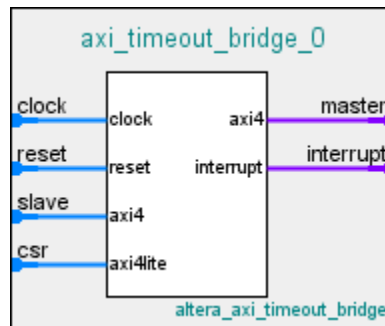 axi_timeout_bridge_0
clock
clock
axi4
master
reset
reset
interrupt
interrupt
slave
axi4
csr
axi4lite
altera_axi_timeout_bridge